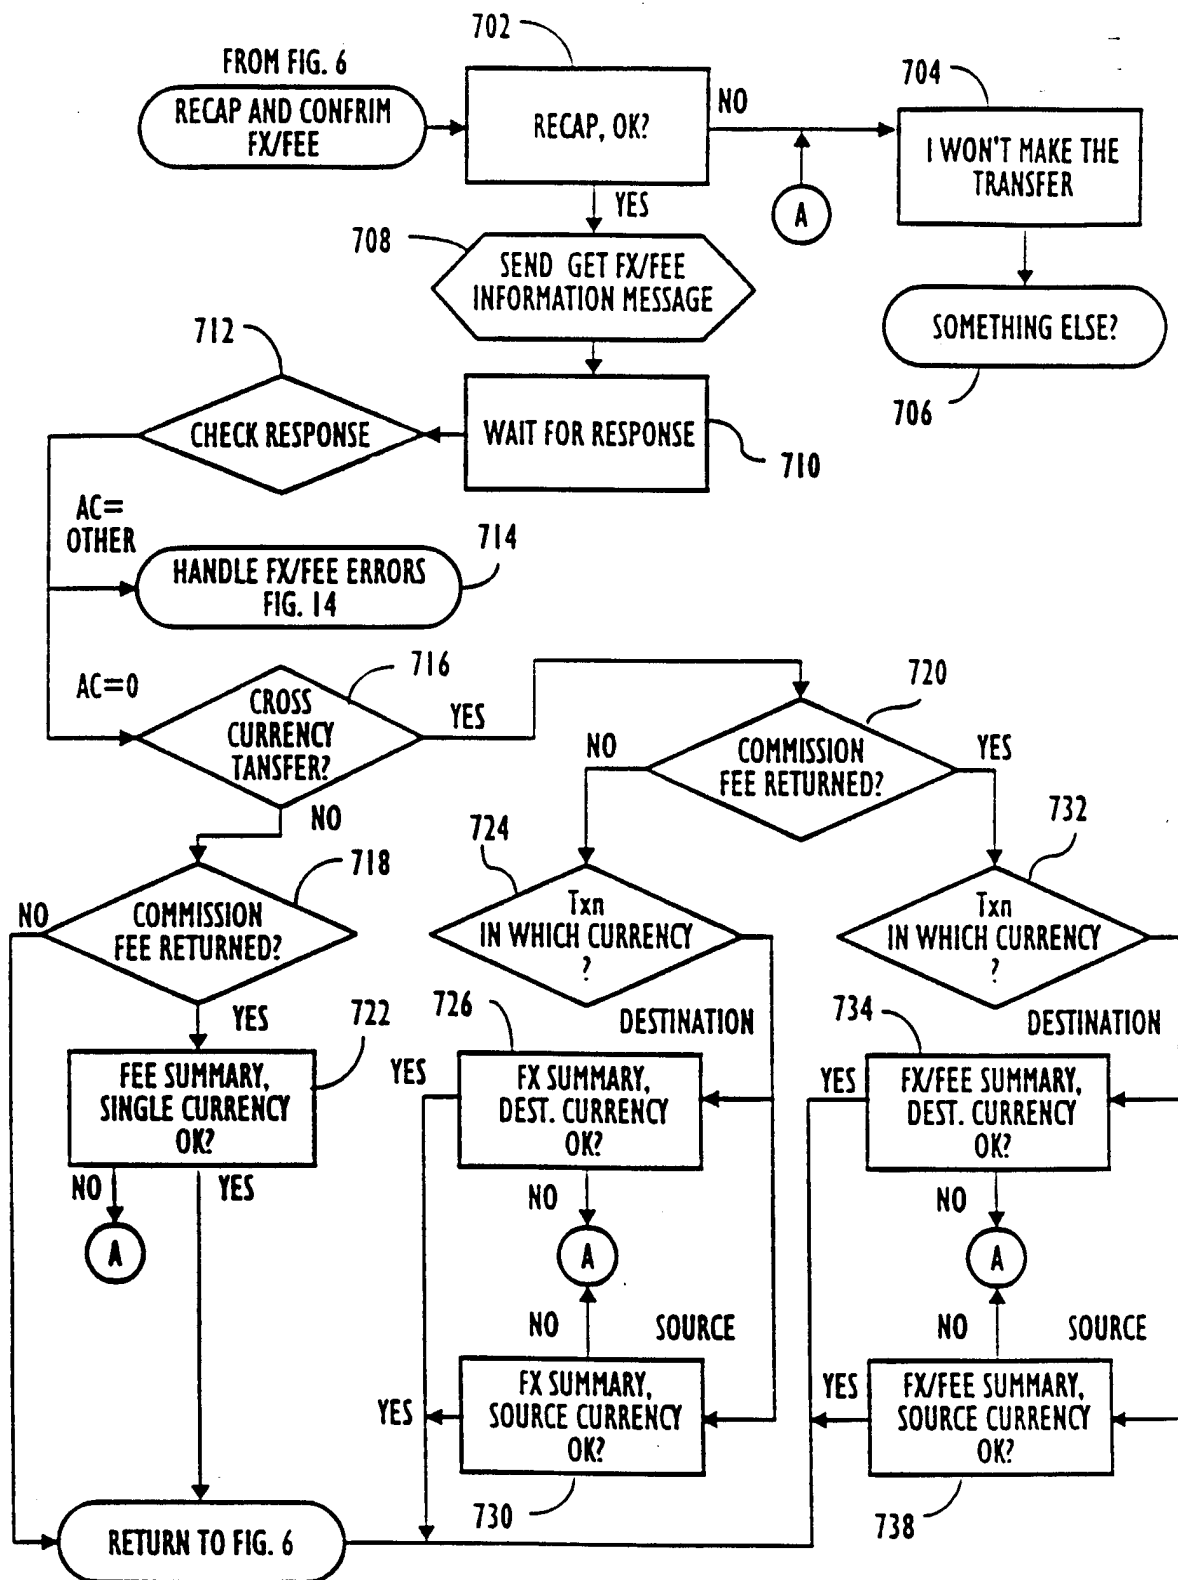 702
FROM FIG. 6
RECAP AND CONFRIM
FX/FEE
RECAP, OK?
NO
704
I WON'T MAKE THE
TRANSFER
A
YES
708
SEND GET FX/FEE
INFORMATION MESSAGE
SOMETHING ELSE?
706
712
CHECK RESPONSE
WAIT FOR RESPONSE
710
AC=
OTHER
HANDLE FX/FEE ERRORS
FIG. 14
714
AC=0
CROSS
CURRENCY
TANSFER?
716
YES
NO
720
COMMISSION
FEE RETURNED?
NO
YES
718
NO
COMMISSION
FEE RETURNED?
YES
724
Txn
IN WHICH CURRENCY
?
732
Txn
IN WHICH CURRENCY
?
722
FEE SUMMARY,
SINGLE CURRENCY
OK?
NO
YES
A
726
DESTINATION
YES
FX SUMMARY,
DEST. CURRENCY
OK?
NO
A
NO
SOURCE
YES
FX SUMMARY,
SOURCE CURRENCY
OK?
730
734
DESTINATION
YES
FX/FEE SUMMARY,
DEST. CURRENCY
OK?
NO
A
NO
SOURCE
YES
FX/FEE SUMMARY,
SOURCE CURRENCY
OK?
738
RETURN TO FIG. 6